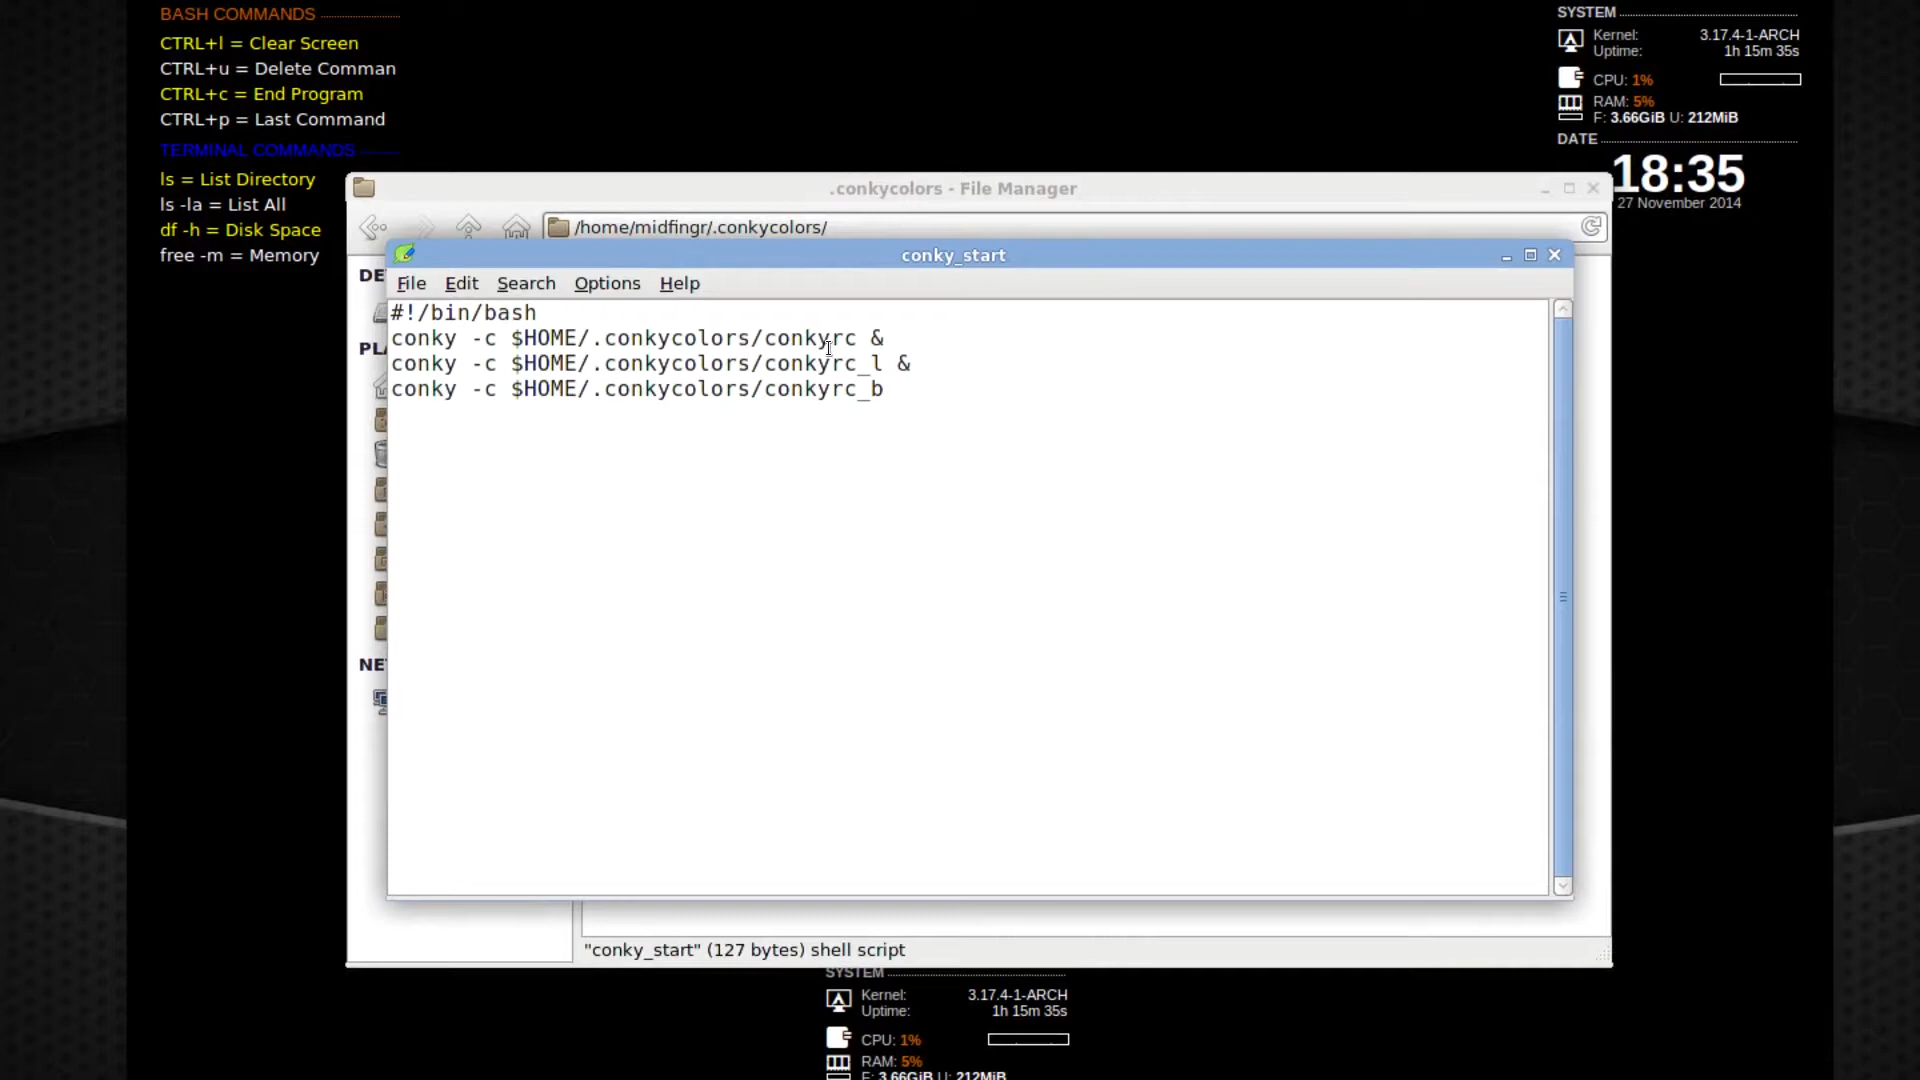 BASH COMMANDS
CTRL+l = Clear Screen
CTRL+u = Delete Comman
CTRL+c = End Program
CTRL+p = Last Command
TERMINAL COMMANDS
ls = List Directory
ls -la = List All
df -h = Disk Space
free -m = Memory
SYSTEM
Kernel: 3.17.4-1-ARCH
Uptime: 1h 15m 35s
CPU: 1%
RAM: 5%
F: 3.66GiB U: 212MiB
DATE
18:35
27 November 2014
.conkycolors - File Manager
/home/midfingr/.conkycolors/
conky_start
File Edit Search Options Help
#!/bin/bash
conky -c $HOME/.conkycolors/conkyrc &
conky -c $HOME/.conkycolors/conkyrc_l &
conky -c $HOME/.conkycolors/conkyrc_b
"conky_start" (127 bytes) shell script
SYSTEM
Kernel: 3.17.4-1-ARCH
Uptime: 1h 15m 35s
CPU: 1%
RAM: 5%
F: 3.66GiB U: 212MiB